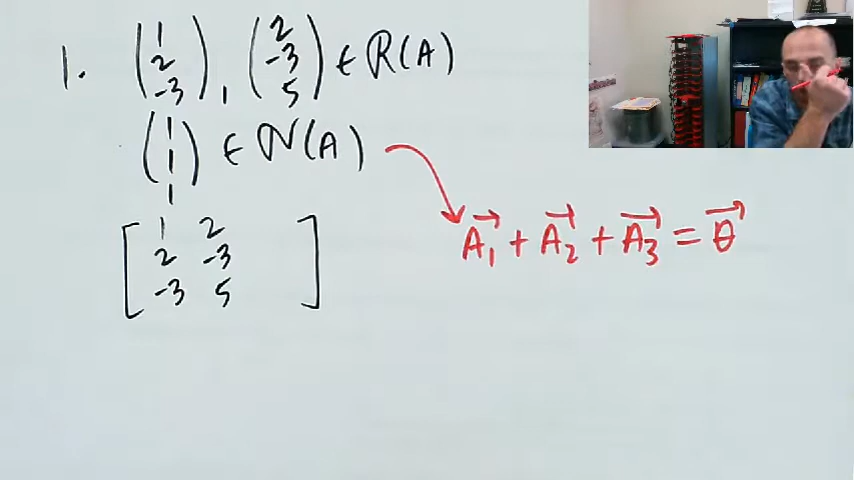 1. (1 2 -3), (2 -3 5) ∈ R(A)
(1 1 1) ∈ N(A)
A₁ + A₂ + A₃ = θ
1 2
2 -3
-3 5